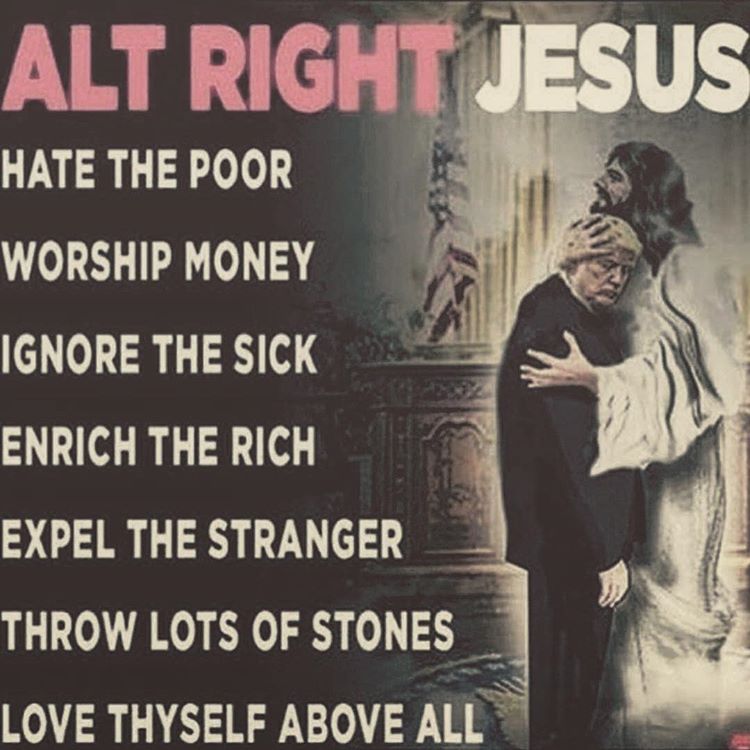 ALT RIGHT JESUS
HATE THE POOR
WORSHIP MONEY
IGNORE THE SICK
ENRICH THE RICH
EXPEL THE STRANGER
THROW LOTS OF STONES
LOVE THYSELF ABOVE ALL